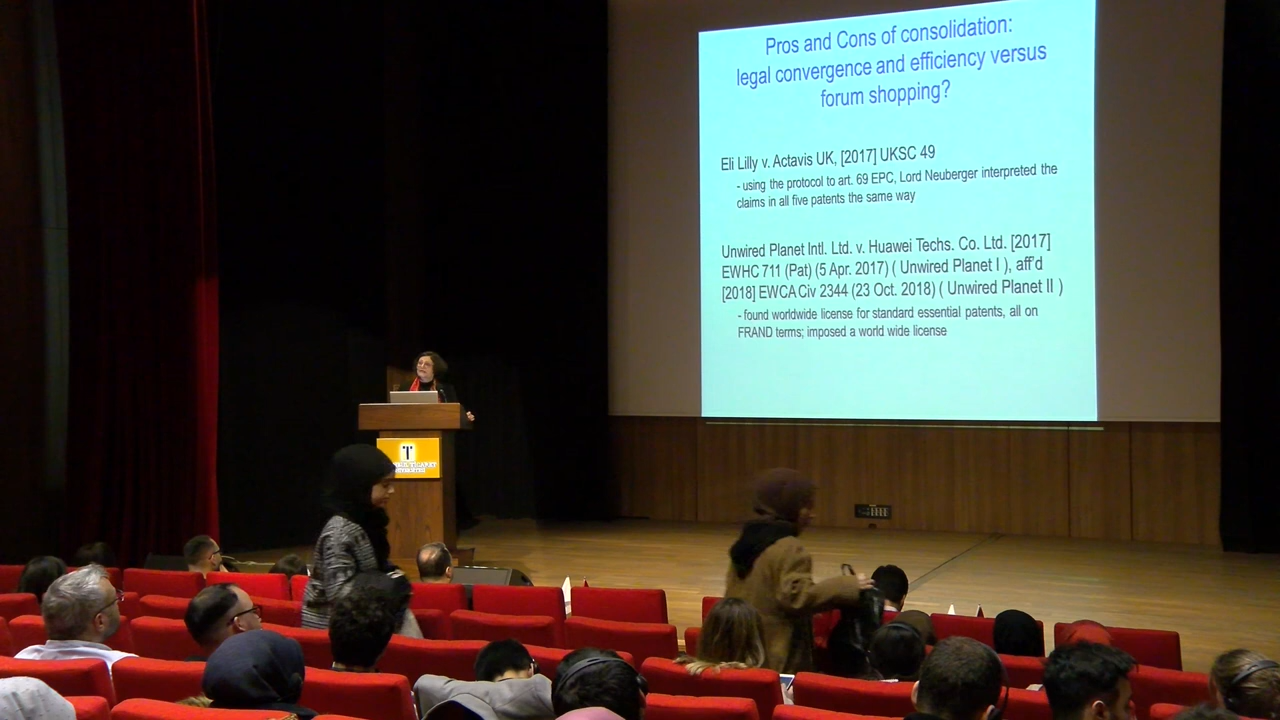 Pros and Cons of consolidation:
legal convergence and efficiency versus
forum shopping?
Eli Lilly v. Actavis UK, [2017] UKSC 49
- using the protocol to art. 69 EPC, Lord Neuberger interpreted the
claims in all five patents the same way
Unwired Planet Intl. Ltd. v. Huawei Techs. Co. Ltd. [2017]
EWHC 711 (Pat) (5 Apr. 2017) ( Unwired Planet I ), aff'd
[2018] EWCA Civ 2344 (23 Oct. 2018) ( Unwired Planet II )
- found worldwide license for standard essential patents, all on
FRAND terms; imposed a world wide license
T